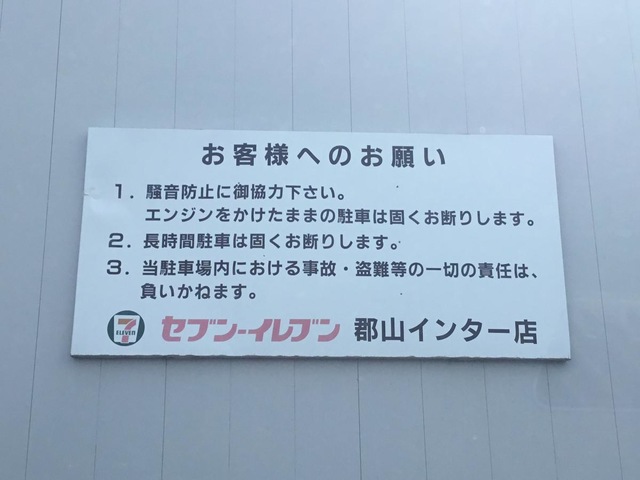 お客様へのお願い
1. 騒音防止に御協力下さい。
エンジンをかけたままの駐車は固くお断りします。
2. 長時間駐車は固くお断りします。
3. 当駐車場内における事故・盗難等の一切の責任は、
負いかねます。
7 ELEVEN セブン-イレブン 郡山インター店